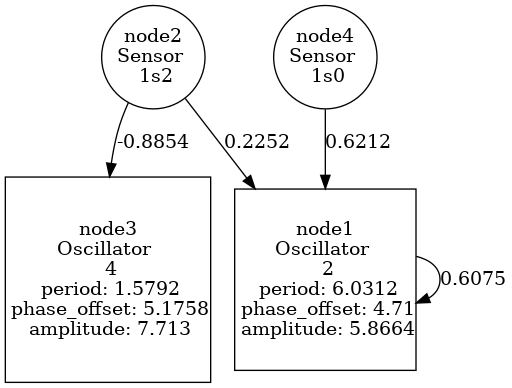 node2
Sensor
1s2
node4
Sensor
1s0
-0.8854
0.2252
0.6212
node3
Oscillator
4
period: 1.5792
phase_offset: 5.1758
amplitude: 7.713
node1
Oscillator
2
period: 6.0312
phase_offset: 4.71
amplitude: 5.8664
0.6075